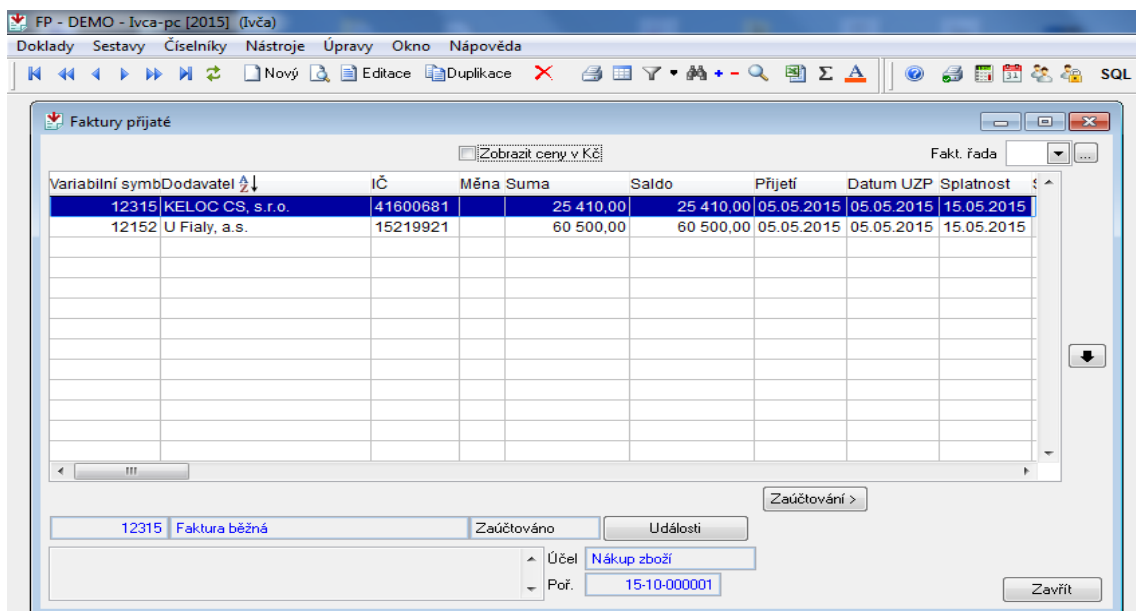 FP - DEMO - Ivca-pc [2015] (Ivča)
Doklady Sestavy Číselníky Nástroje Úpravy Okno Nápověda
Nový Editace Duplikace SQL
Faktury přijaté
Zobrazit ceny v Kč Fakt. řada
Variabilní symb Dodavatel IČ Měna Suma Saldo Přijetí Datum UZP Splatnost
12315 KELOC CS, s.r.o. 41600681 25 410,00 25 410,00 05.05.2015 05.05.2015 15.05.2015
12152 U Fialy, a.s. 15219921 60 500,00 60 500,00 05.05.2015 05.05.2015 15.05.2015
Zaúčtování >
12315 Faktura běžná Zaúčtováno Události
Účel Nákup zboží
Poř. 15-10-000001
Zavřít